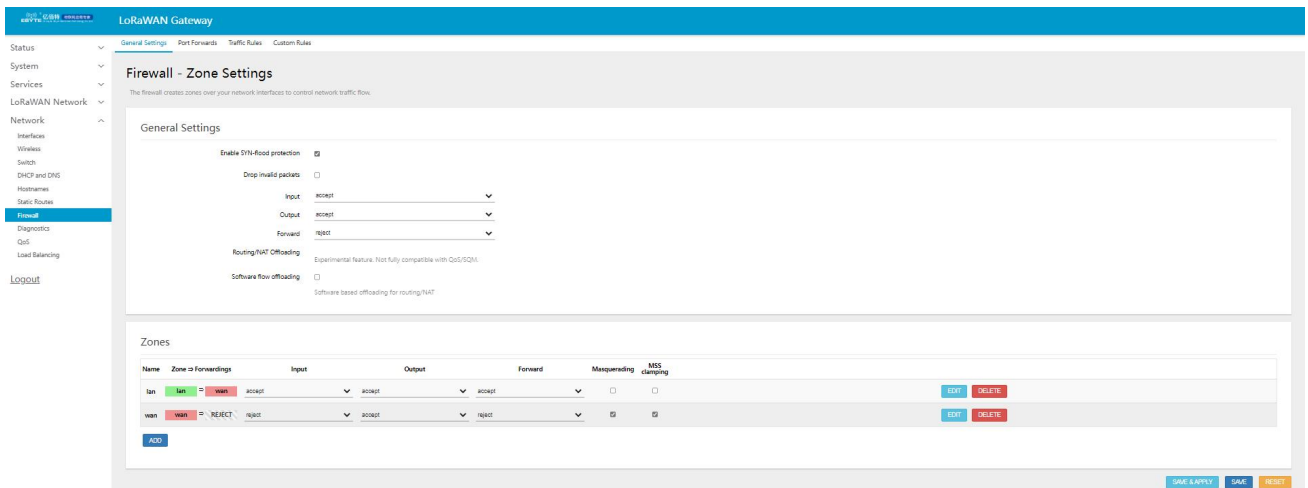 EBYTE 亿佰特
LoRaWAN Gateway
Status
System
Services
LoRaWAN Network
Network
Interfaces
Wireless
Switch
DHCP and DNS
Hostnames
Static Routes
Firewall
Diagnostics
QoS
Load Balancing
Logout
General Settings Port Forwards Traffic Rules Custom Rules
Firewall - Zone Settings
The firewall creates zones over your network interfaces to control network traffic flow.
General Settings
Enable SYN-flood protection
Drop invalid packets
Input accept
Output accept
Forward reject
Routing/NAT Offloading
Experimental feature. Not fully compatible with QoS/SQM.
Software flow offloading
Software based offloading for routing/NAT
Zones
Name Zone ⇒ Forwardings Input Output Forward Masquerading MSS clamping
lan lan = wan accept accept accept EDIT DELETE
wan wan = REJECT reject accept reject EDIT DELETE
ADD
SAVE & APPLY SAVE RESET